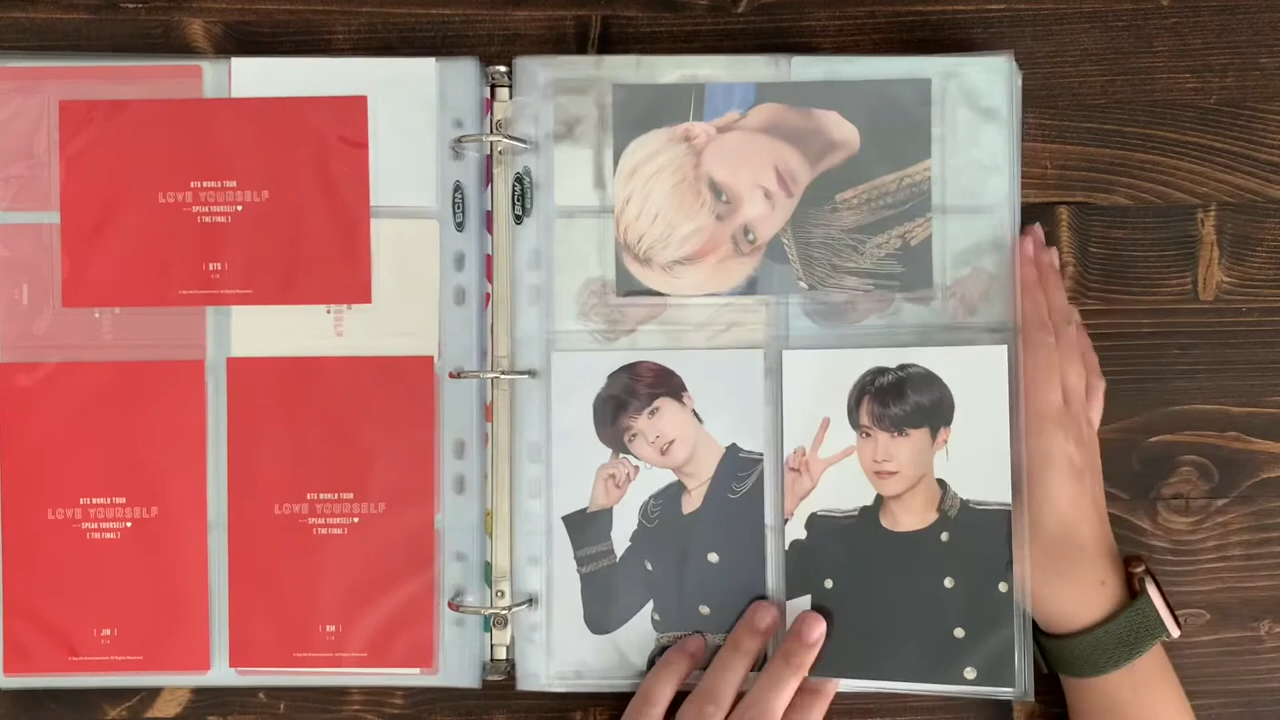 BTS WORLD TOUR
LOVE YOURSELF
SPEAK YOURSELF
[ THE FINAL ]
| BTS |
BTS WORLD TOUR
LOVE YOURSELF
SPEAK YOURSELF
[ THE FINAL ]
| JIN |
BTS WORLD TOUR
LOVE YOURSELF
SPEAK YOURSELF
[ THE FINAL ]
| RM |
BCW
BCW